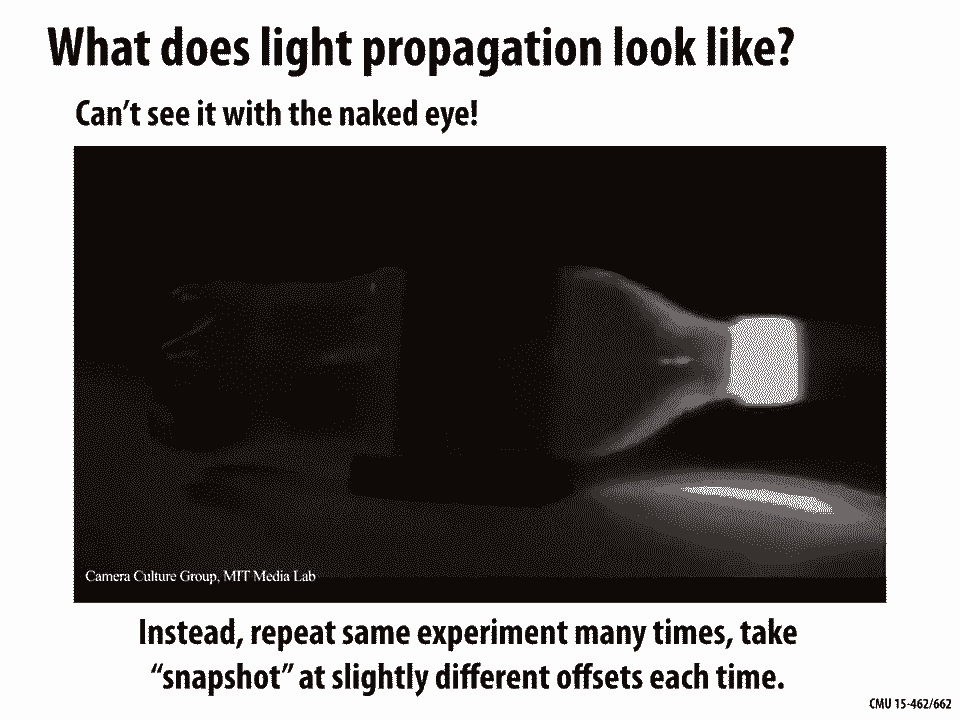 What does light propagation look like?
Can't see it with the naked eye!
Camera Culture Group, MIT Media Lab
Instead, repeat same experiment many times, take
“snapshot” at slightly different offsets each time.
CMU 15-462/662